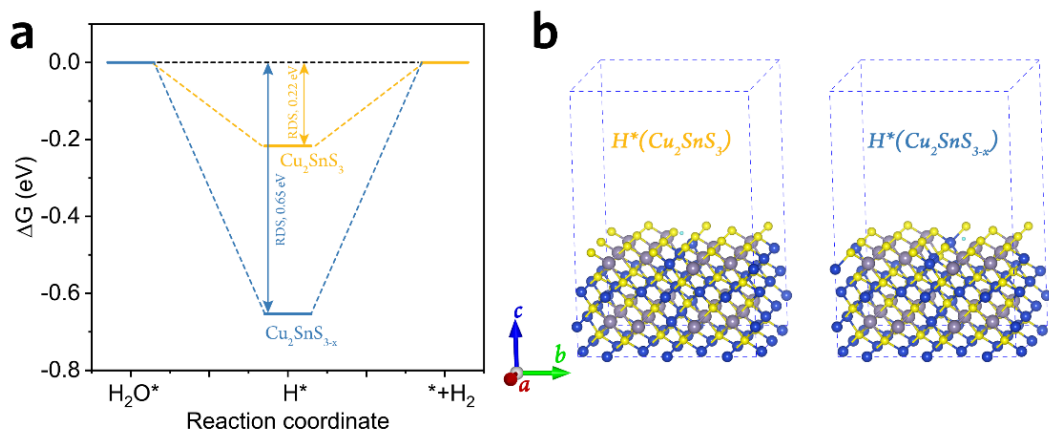 a
b
0.0
-0.2
-0.4
-0.6
-0.8
ΔG (eV)
RDS, 0.22 eV
RDS, 0.65 eV
Cu₂SnS₃
Cu₂SnS₃₋ₓ
H₂O*
H*
*+H₂
Reaction coordinate
H*(Cu₂SnS₃)
H*(Cu₂SnS₃₋ₓ)
c
b
a